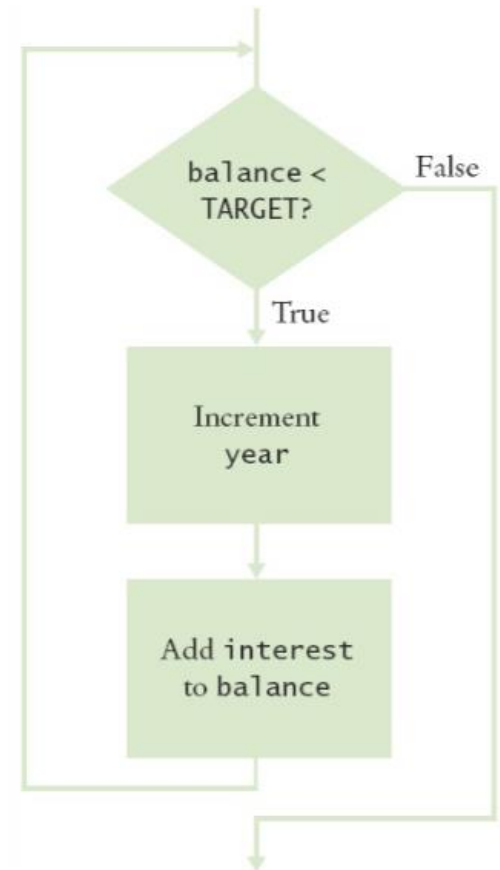 balance <
TARGET?
False
True
Increment
year
Add interest
to balance